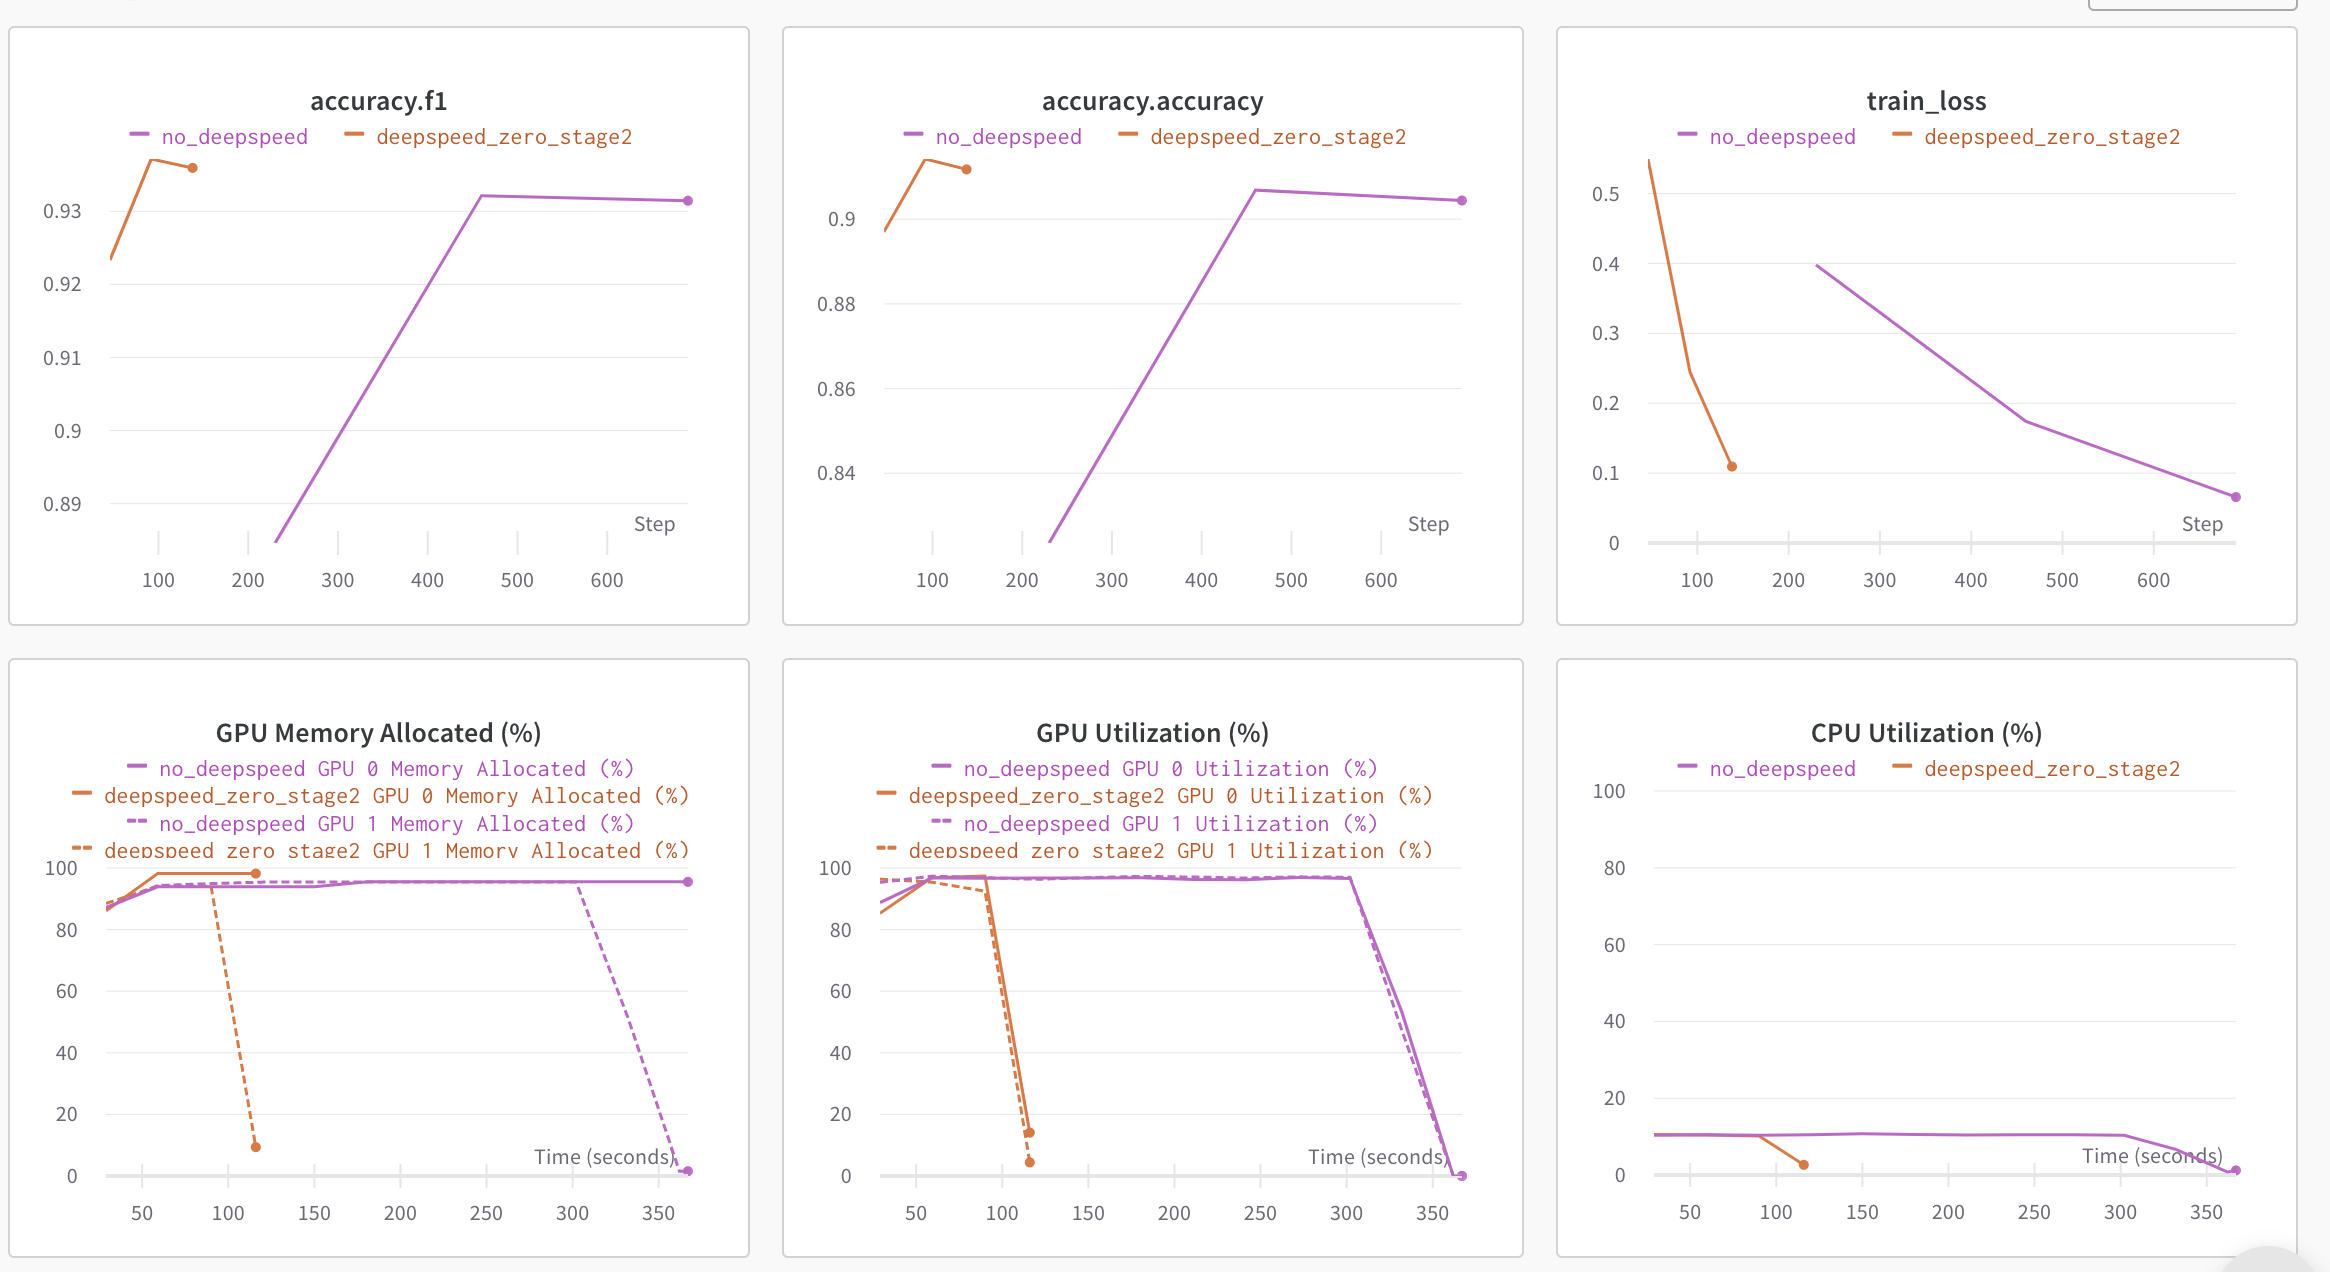 accuracy.f1
no_deepspeed deepspeed_zero_stage2
0.93
0.92
0.91
0.9
0.89
Step
100 200 300 400 500 600
accuracy.accuracy
no_deepspeed deepspeed_zero_stage2
0.9
0.88
0.86
0.84
Step
100 200 300 400 500 600
train_loss
no_deepspeed deepspeed_zero_stage2
0.5
0.4
0.3
0.2
0.1
0
Step
100 200 300 400 500 600
GPU Memory Allocated (%)
no_deepspeed GPU 0 Memory Allocated (%)
deepspeed_zero_stage2 GPU 0 Memory Allocated (%)
no_deepspeed GPU 1 Memory Allocated (%)
deepspeed_zero_stage2 GPU 1 Memory Allocated (%)
100
80
60
40
20
0
Time (seconds)
50 100 150 200 250 300 350
GPU Utilization (%)
no_deepspeed GPU 0 Utilization (%)
deepspeed_zero_stage2 GPU 0 Utilization (%)
no_deepspeed GPU 1 Utilization (%)
deepspeed_zero_stage2 GPU 1 Utilization (%)
100
80
60
40
20
0
Time (seconds)
50 100 150 200 250 300 350
CPU Utilization (%)
no_deepspeed deepspeed_zero_stage2
100
80
60
40
20
0
Time (seconds)
50 100 150 200 250 300 350